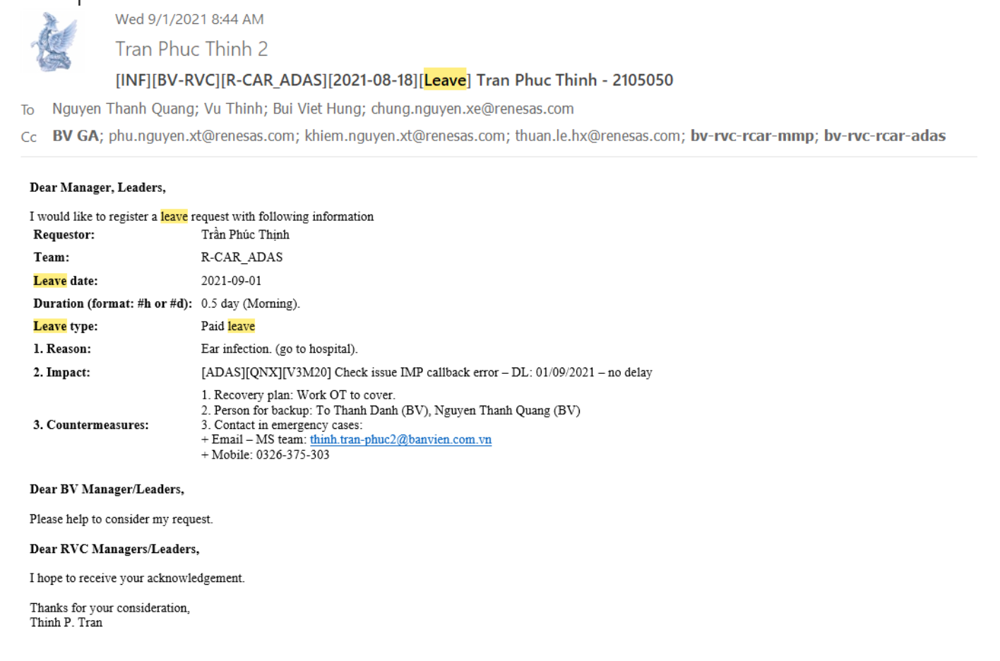 Wed 9/1/2021 8:44 AM
Tran Phuc Thinh 2
[INF][BV-RVC][R-CAR_ADAS][2021-08-18][Leave] Tran Phuc Thinh - 2105050
To Nguyen Thanh Quang; Vu Thinh; Bui Viet Hung; chung.nguyen.xe@renesas.com
Cc BV GA; phu.nguyen.xt@renesas.com; khiem.nguyen.xt@renesas.com; thuan.le.hx@renesas.com; bv-rvc-rcar-mmp; bv-rvc-rcar-adas
Dear Manager, Leaders,
I would like to register a leave request with following information
Requestor: Trần Phúc Thịnh
Team: R-CAR_ADAS
Leave date: 2021-09-01
Duration (format: #h or #d): 0.5 day (Morning).
Leave type: Paid leave
1. Reason: Ear infection. (go to hospital).
2. Impact: [ADAS][QNX][V3M20] Check issue IMP callback error – DL: 01/09/2021 – no delay
3. Countermeasures:
1. Recovery plan: Work OT to cover.
2. Person for backup: To Thanh Danh (BV), Nguyen Thanh Quang (BV)
3. Contact in emergency cases:
+ Email – MS team: thinh.tran-phuc2@banvien.com.vn
+ Mobile: 0326-375-303
Dear BV Manager/Leaders,
Please help to consider my request.
Dear RVC Managers/Leaders,
I hope to receive your acknowledgement.
Thanks for your consideration,
Thinh P. Tran